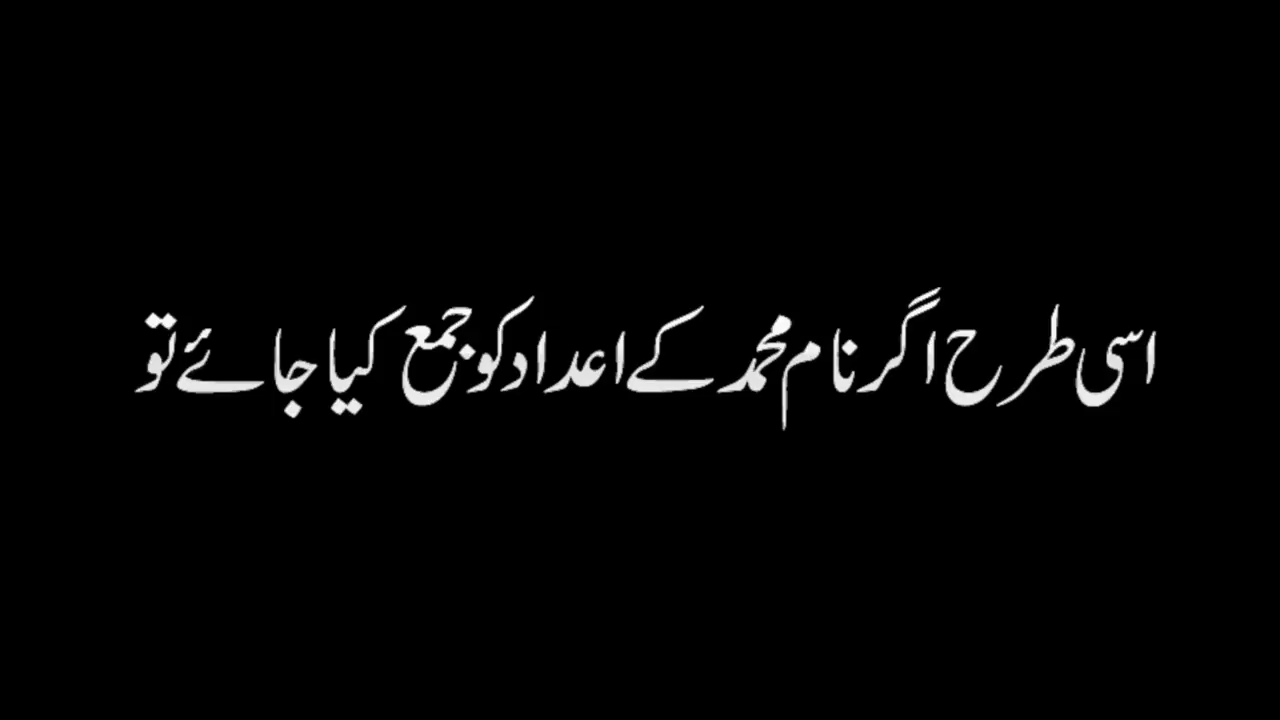 اسی طرح اگر نام محمد کے اعداد کو جمع کیا جائے تو